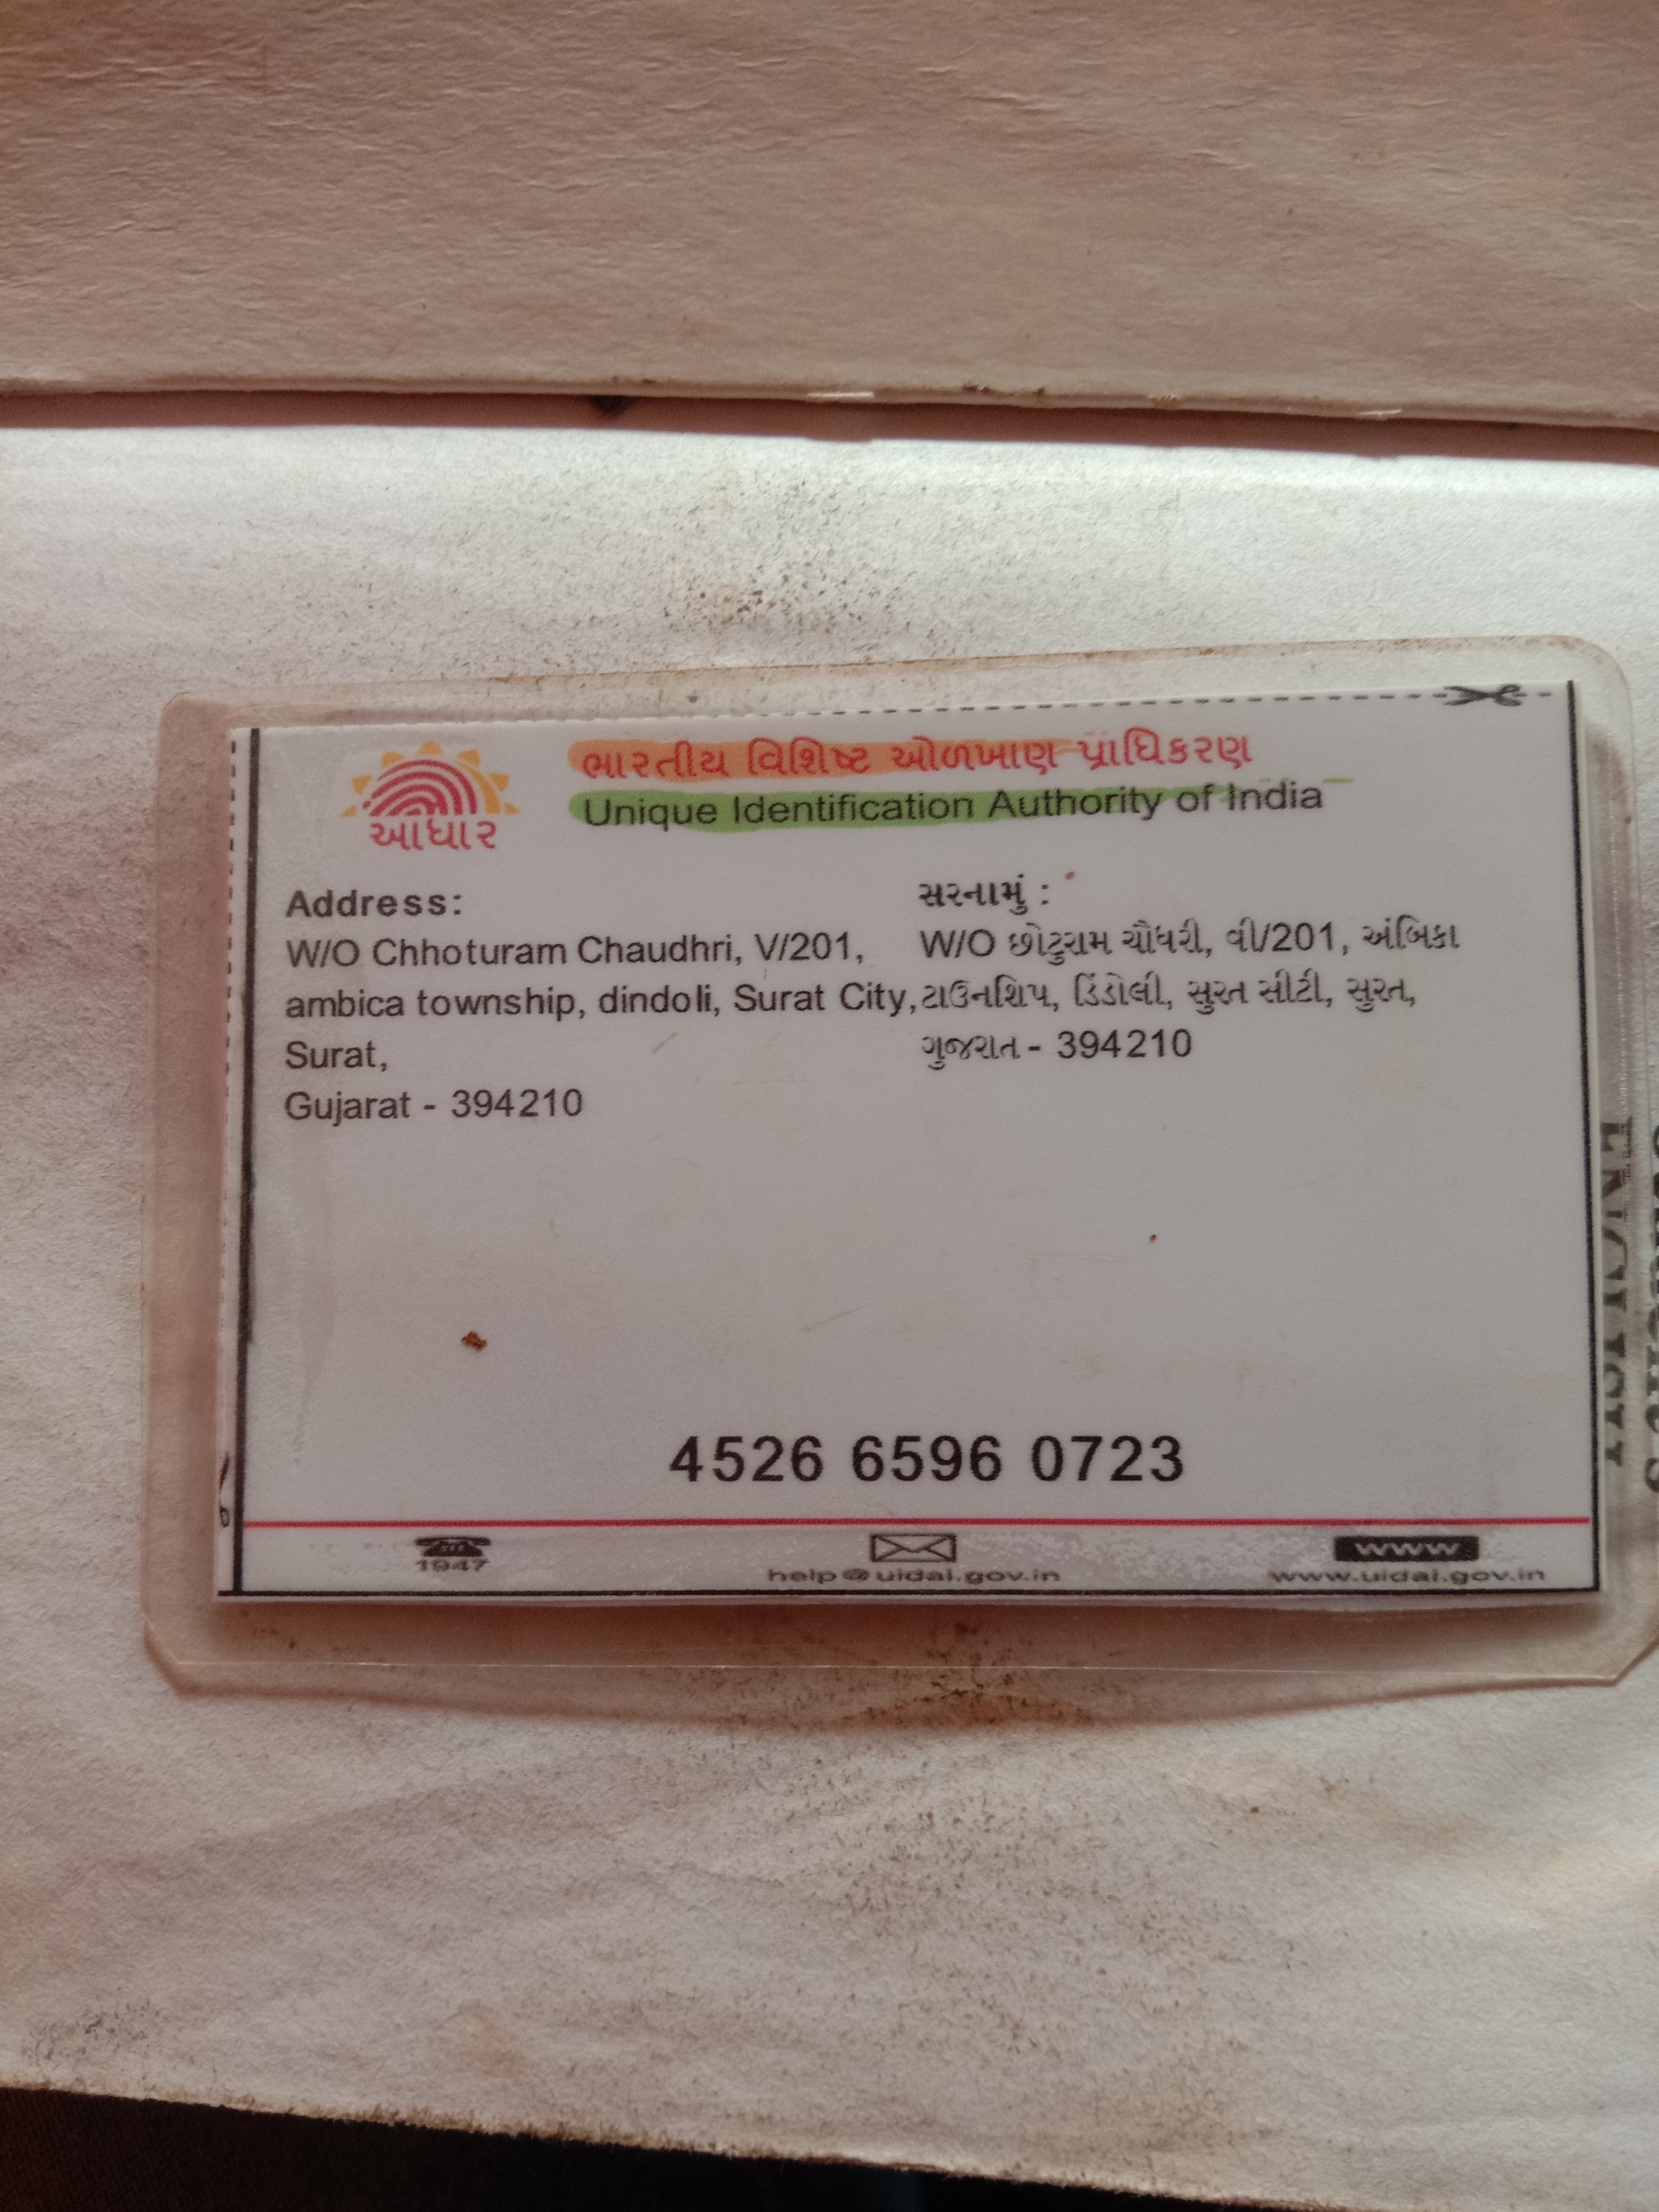 ભારતીય વિશિષ્ટ ઓળખાણ પ્રાધિકરણ
Unique Identification Authority of India
આધાર
Address:
W/O Chhoturam Chaudhri, V/201,
ambica township, dindoli, Surat City,
Surat,
Gujarat - 394210
સરનામું :
W/O છોટુરામ ચૌધરી, વી/201, અંબિકા
ટાઉનશિપ, ડિંડોલી, સુરત સીટી, સુરત,
ગુજરાત - 394210
4526 6596 0723
1947
help@uidai.gov.in
www
www.uidai.gov.in